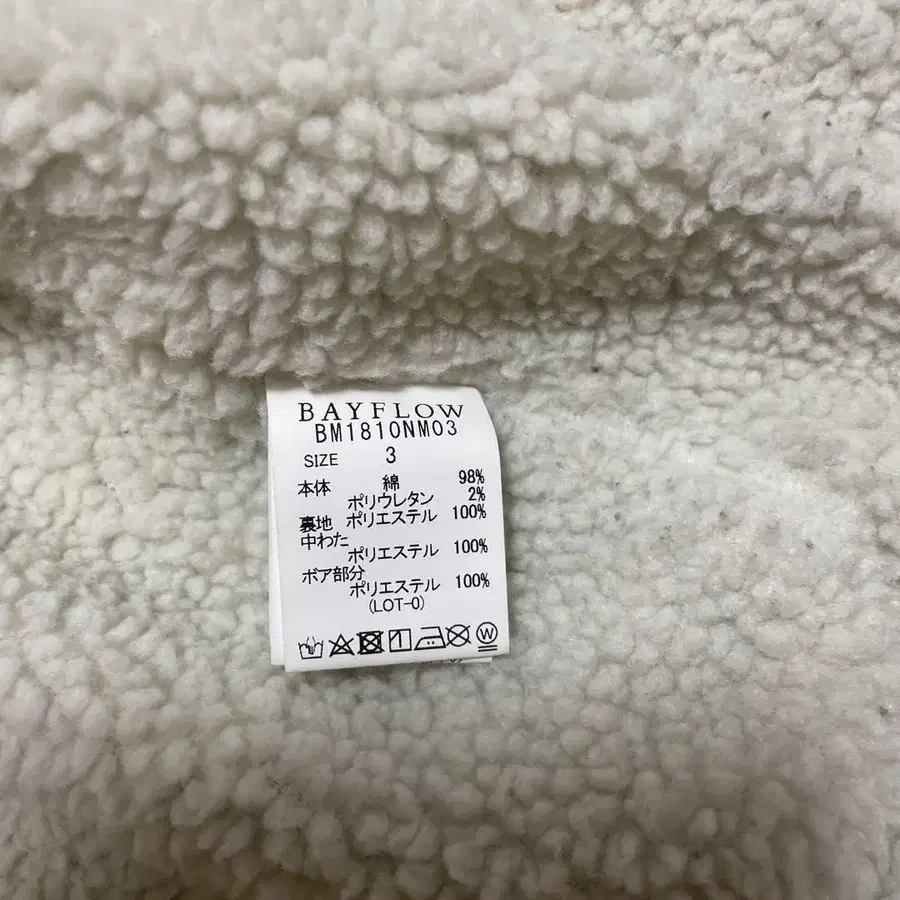 BAYFLOW
BM1810NM03
SIZE 3
本体 綿 98%
ポリウレタン 2%
裏地 ポリエステル 100%
中わた
ポリエステル 100%
ボア部分
ポリエステル 100%
(LOT-0)
W